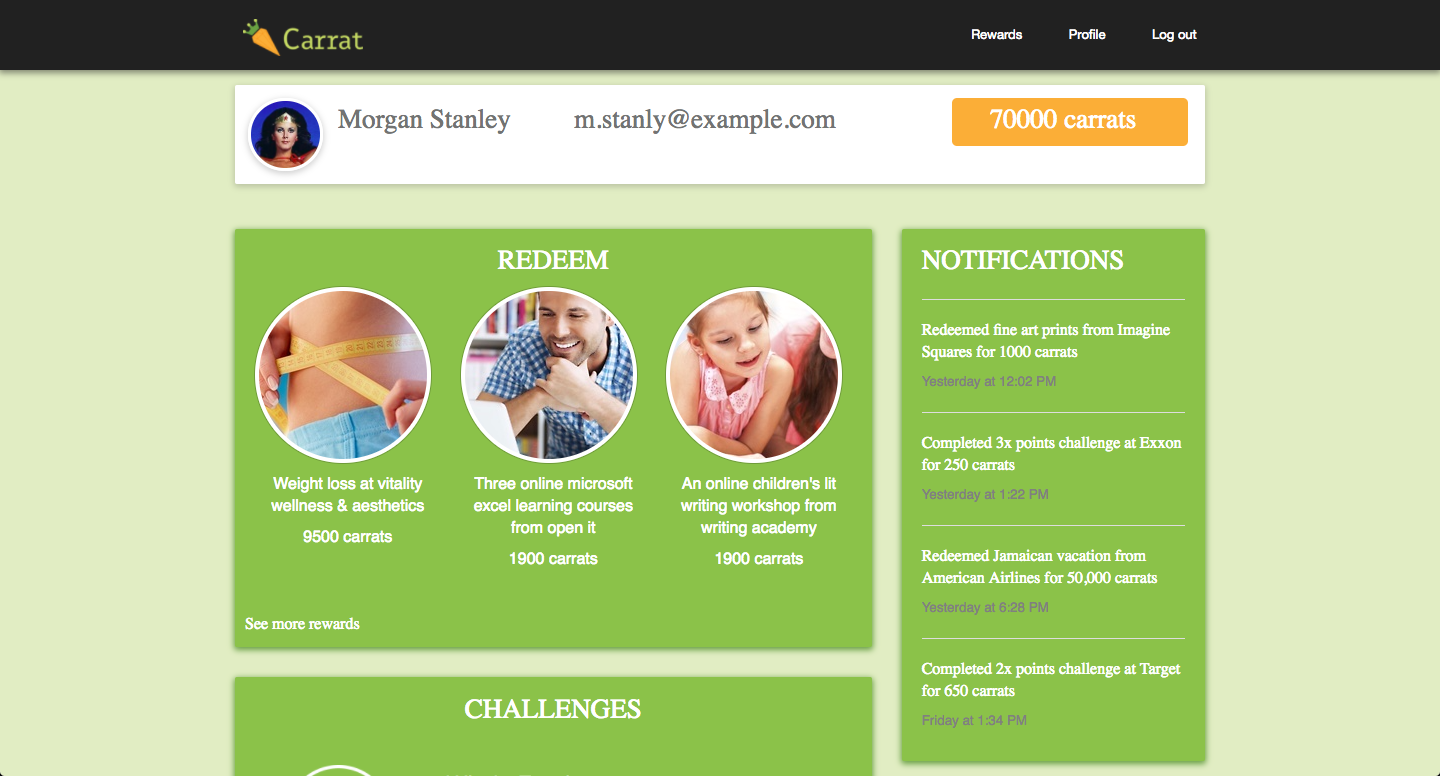 Carrat
Rewards
Profile
Log out
Morgan Stanley
m.stanly@example.com
70000 carrats
REDEEM
Weight loss at vitality
wellness & aesthetics
9500 carrats
Three online microsoft
excel learning courses
from open it
1900 carrats
An online children's lit
writing workshop from
writing academy
1900 carrats
See more rewards
CHALLENGES
NOTIFICATIONS
Redeemed fine art prints from Imagine
Squares for 1000 carrats
Yesterday at 12:02 PM
Completed 3x points challenge at Exxon
for 250 carrats
Yesterday at 1:22 PM
Redeemed Jamaican vacation from
American Airlines for 50,000 carrats
Yesterday at 6:28 PM
Completed 2x points challenge at Target
for 650 carrats
Friday at 1:34 PM